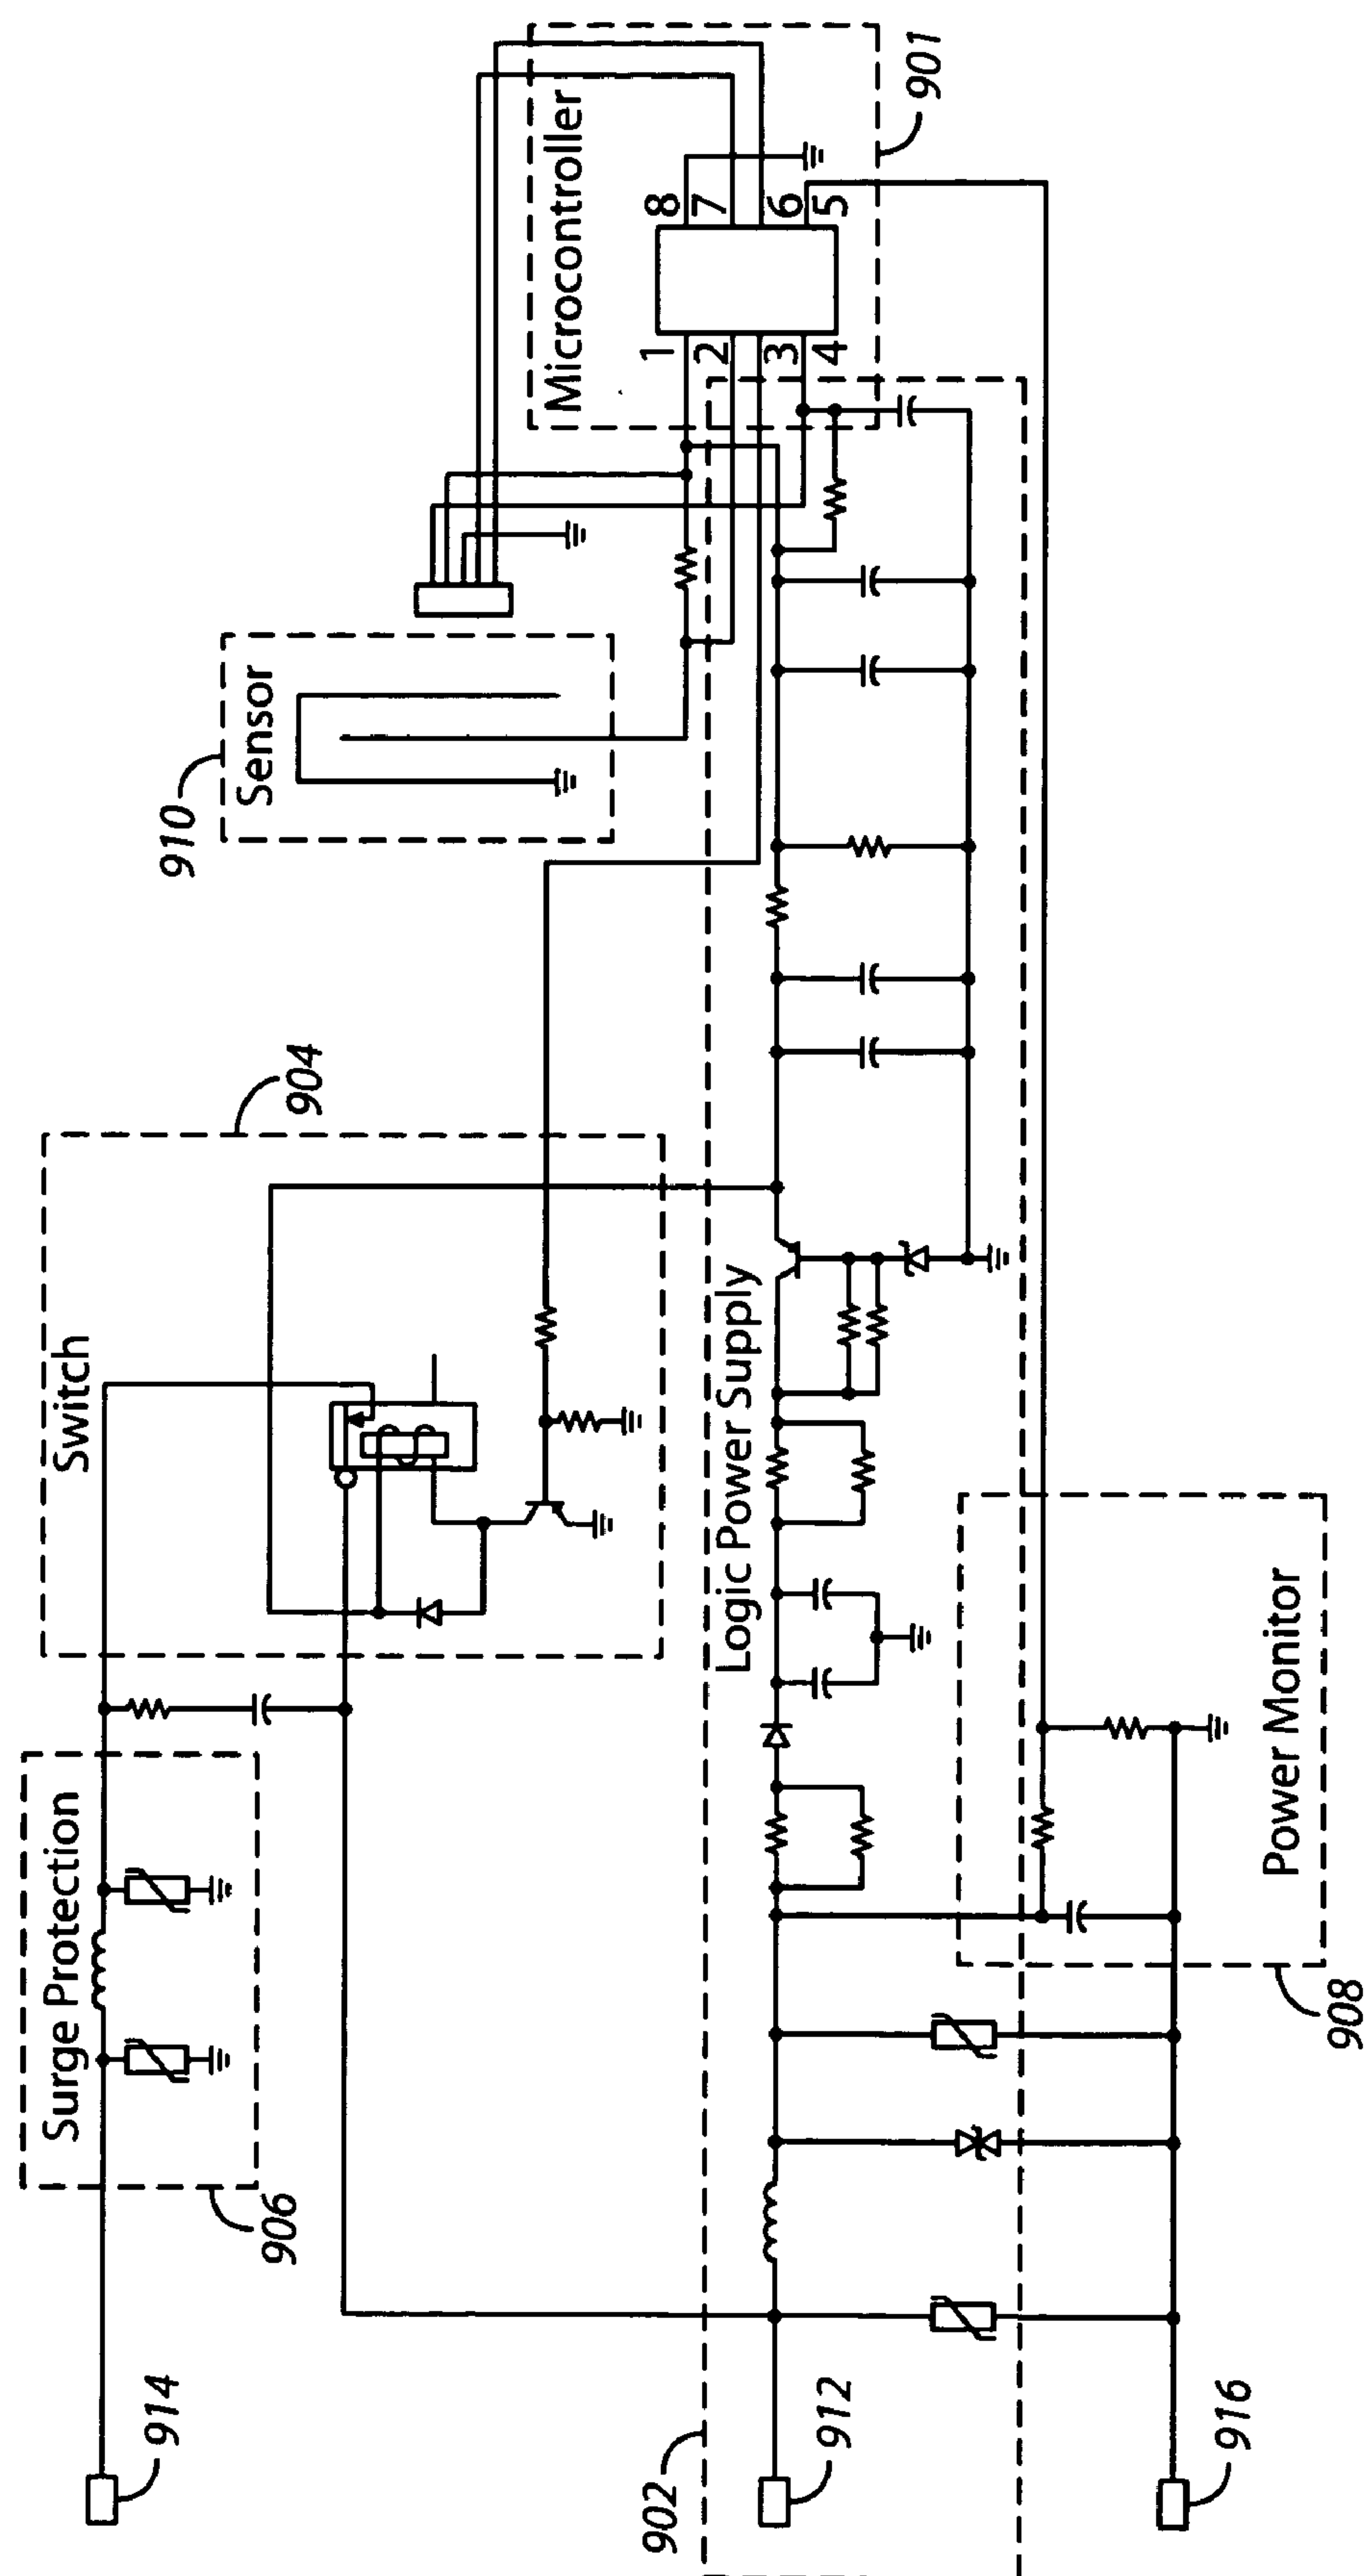 914
906
Surge Protection
Switch
904
910
Sensor
Microcontroller
901
1
2
3
4
8
7
6
5
902
912
Logic Power Supply
916
908
Power Monitor